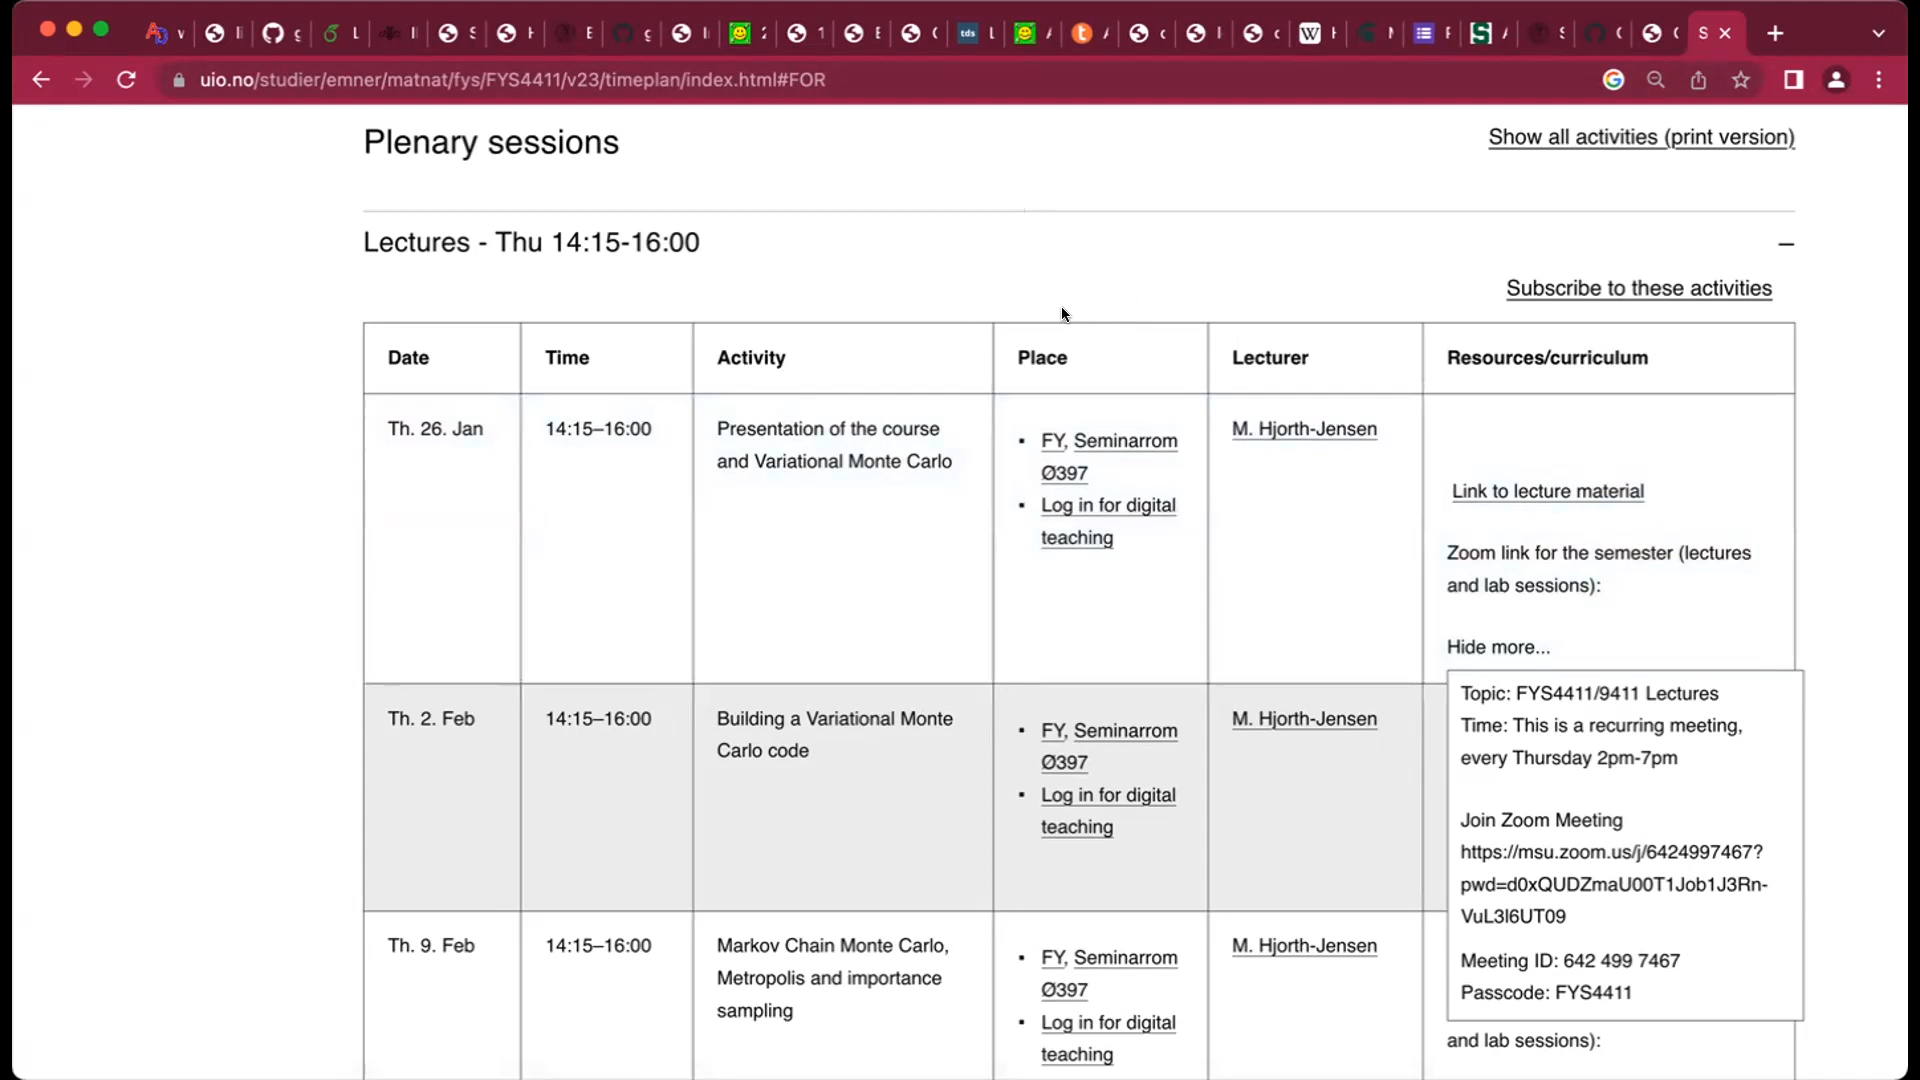 uio.no/studier/emner/matnat/fys/FYS4411/v23/timeplan/index.html#FOR
Plenary sessions
Show all activities (print version)
Lectures - Thu 14:15-16:00
Subscribe to these activities
Date
Time
Activity
Place
Lecturer
Resources/curriculum
Th. 26. Jan
14:15–16:00
Presentation of the course
and Variational Monte Carlo
FY, Seminarrom
Ø397
Log in for digital
teaching
M. Hjorth-Jensen
Link to lecture material
Zoom link for the semester (lectures
and lab sessions):
Hide more...
Th. 2. Feb
14:15–16:00
Building a Variational Monte
Carlo code
FY, Seminarrom
Ø397
Log in for digital
teaching
M. Hjorth-Jensen
Topic: FYS4411/9411 Lectures
Time: This is a recurring meeting,
every Thursday 2pm-7pm
Join Zoom Meeting
https://msu.zoom.us/j/6424997467?
pwd=d0xQUDZmaU00T1Job1J3Rn-
VuL3l6UT09
Meeting ID: 642 499 7467
Passcode: FYS4411
Th. 9. Feb
14:15–16:00
Markov Chain Monte Carlo,
Metropolis and importance
sampling
FY, Seminarrom
Ø397
Log in for digital
teaching
M. Hjorth-Jensen
and lab sessions):